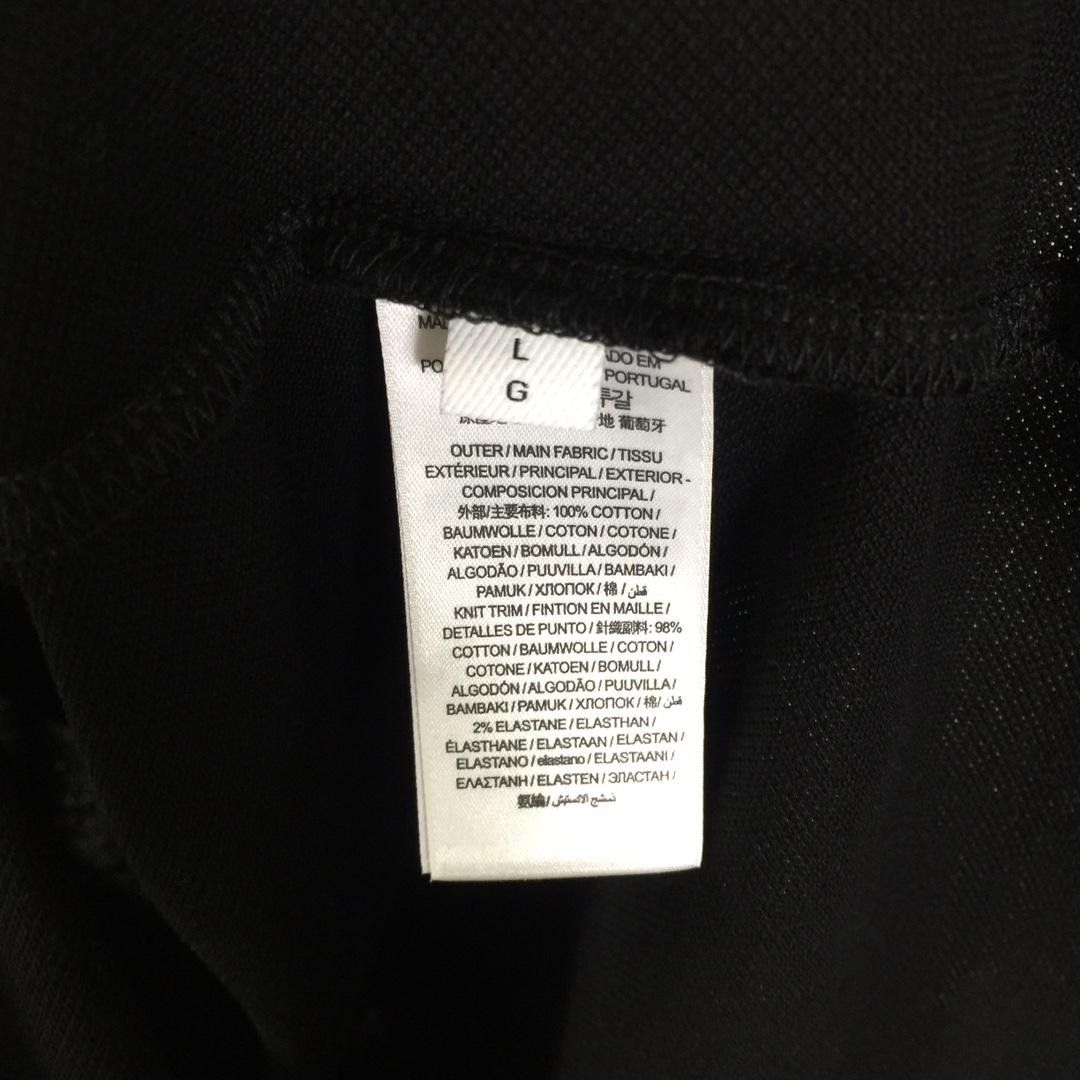 L
G
ADO EM
PORTUGAL
투갈
地 葡萄牙
OUTER / MAIN FABRIC / TISSU
EXTÉRIEUR / PRINCIPAL / EXTERIOR -
COMPOSICION PRINCIPAL /
外部/主要布料: 100% COTTON /
BAUMWOLLE / COTON / COTONE /
KATOEN / BOMULL / ALGODÓN /
ALGODÃO / PUUVILLA / BAMBAKI /
PAMUK / ХЛОПОК / 棉 / قطن
KNIT TRIM / FINTION EN MAILLE /
DETALLES DE PUNTO / 針織副料: 98%
COTTON / BAUMWOLLE / COTON /
COTONE / KATOEN / BOMULL /
ALGODÓN / ALGODÃO / PUUVILLA /
BAMBAKI / PAMUK / ХЛОПОК / 棉/ قطن
2% ELASTANE / ELASTHAN /
ÉLASTHANE / ELASTAAN / ELASTAN /
ELASTANO / elastano / ELASTAANI /
ΕΛΑΣΤΑΝΗ / ELASTEN / ЭЛАСТАН /
氨綸/